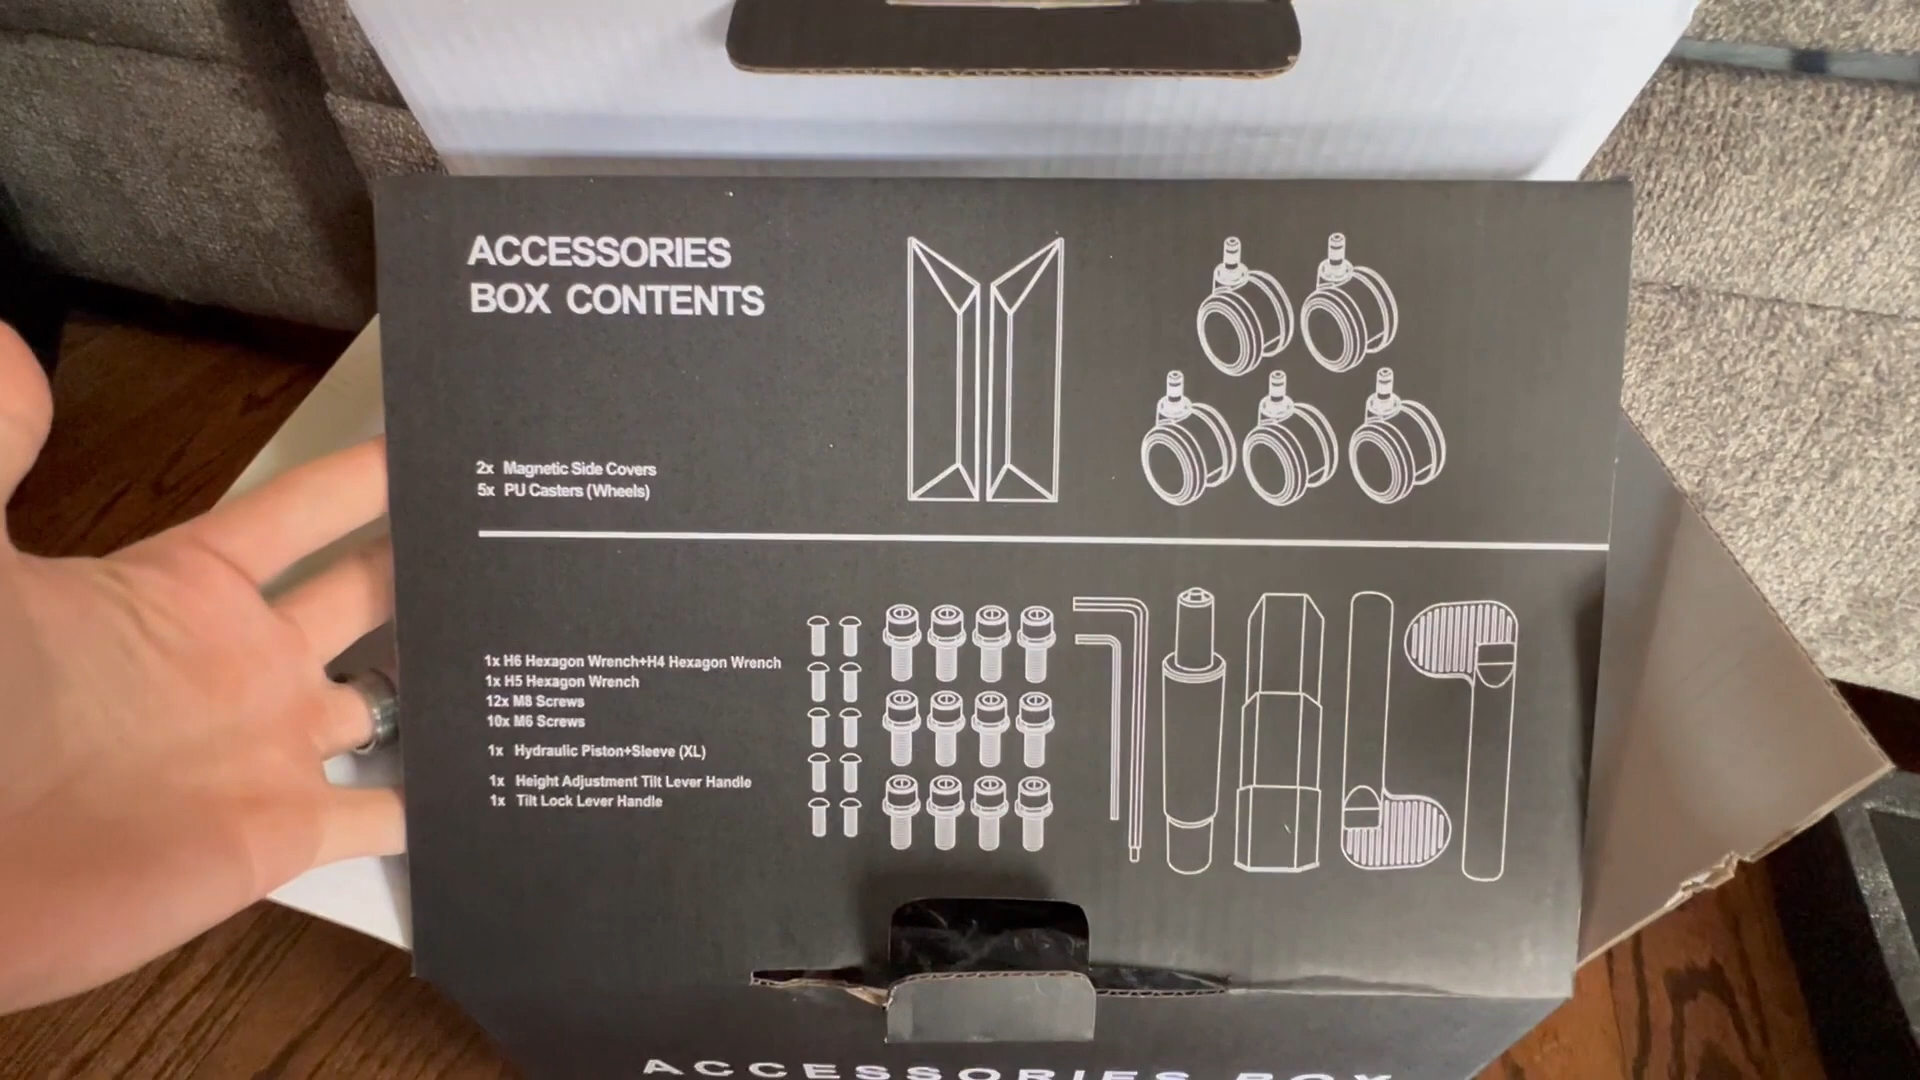 ACCESSORIES
BOX CONTENTS
2x Magnetic Side Covers
5x PU Casters (Wheels)
1x H6 Hexagon Wrench+H4 Hexagon Wrench
1x H5 Hexagon Wrench
12x M8 Screws
10x M6 Screws
1x Hydraulic Piston+Sleeve (XL)
1x Height Adjustment Tilt Lever Handle
1x Tilt Lock Lever Handle
ACCESSORIES BOX